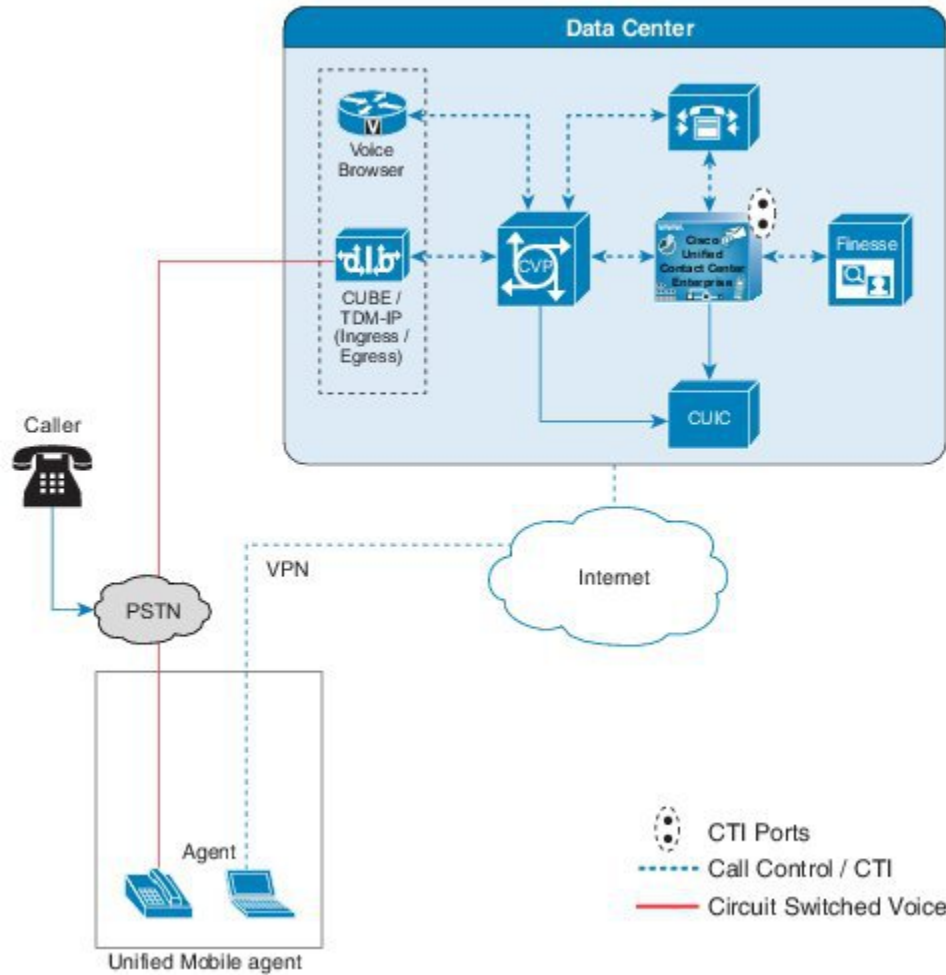 Data Center
V
Voice
Browser
CUBE /
TDM-IP
(Ingress /
Egress)
CVP
Cisco
Unified
Contact Center
Enterprise
Finesse
CUIC
Caller
PSTN
VPN
Internet
Agent
Unified Mobile agent
CTI Ports
Call Control / CTI
Circuit Switched Voice